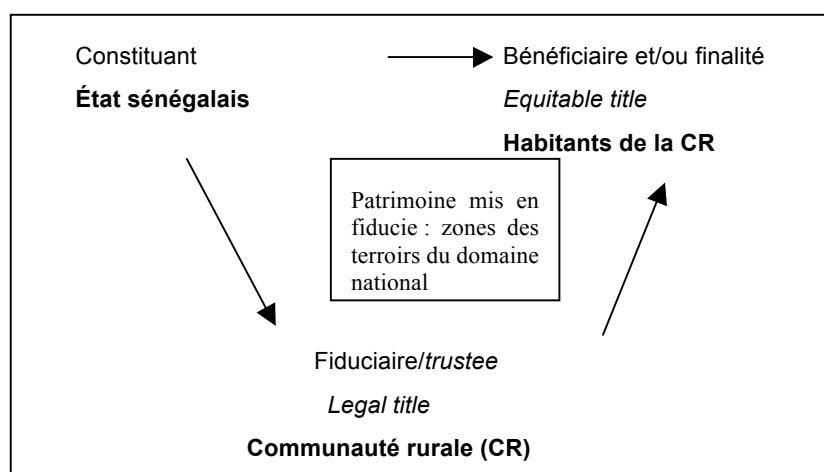 Constituant
Bénéficiaire et/ou finalité
État sénégalais
Equitable title
Habitants de la CR
Patrimoine mis en
fiducie : zones des
terroirs du domaine
national
Fiduciaire/trustee
Legal title
Communauté rurale (CR)